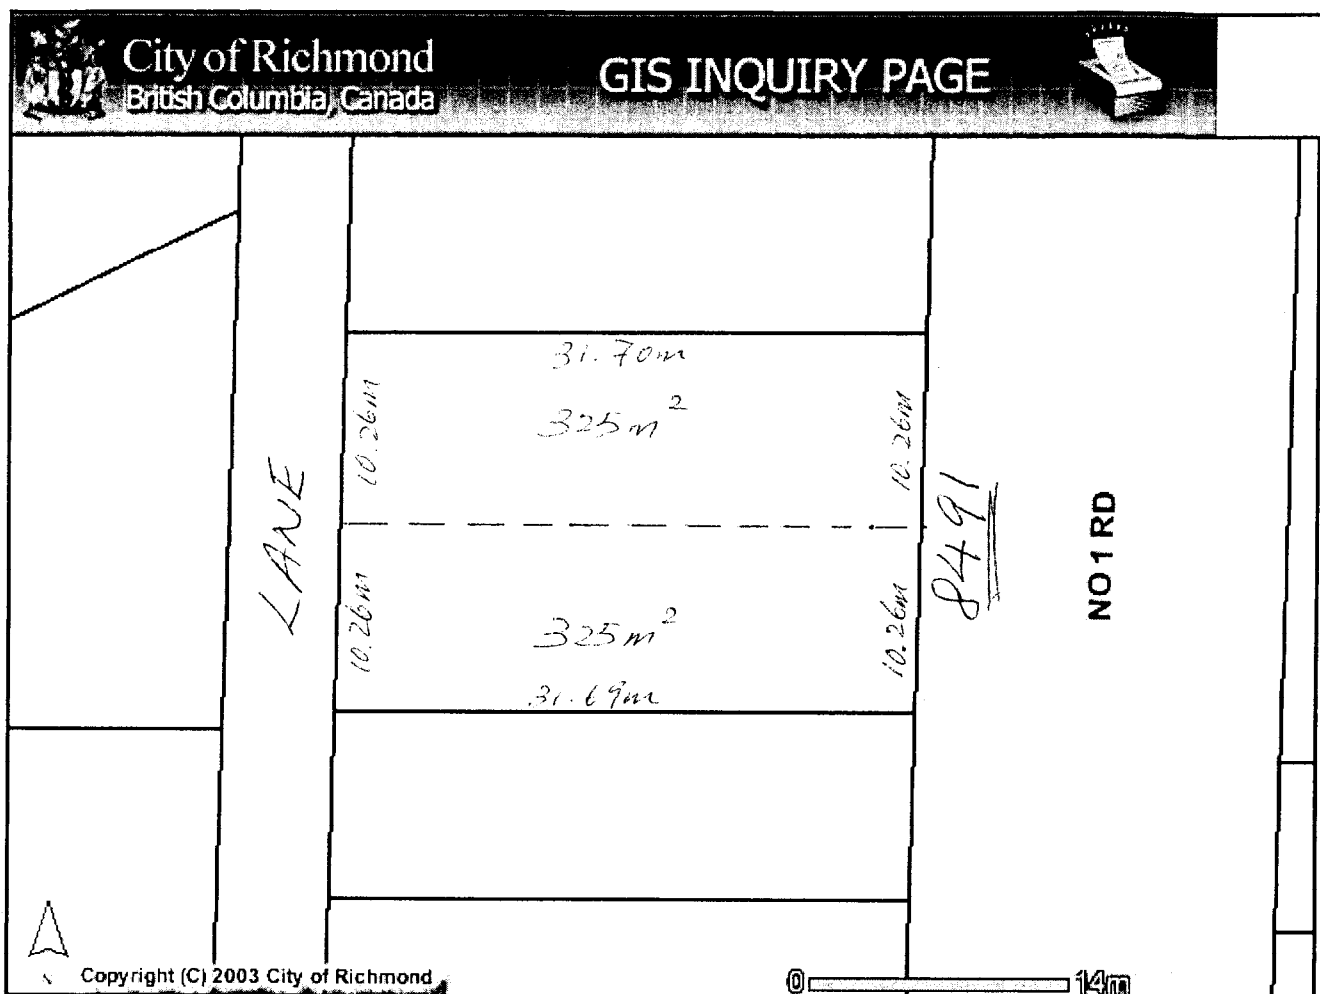 City of Richmond
British Columbia, Canada
GIS INQUIRY PAGE
31.70m
10.26m
325m²
10.26m
LANE
8491
NO 1 RD
10.26m
325m²
10.26m
31.69m
N
Copyright (C) 2003 City of Richmond
0 14m